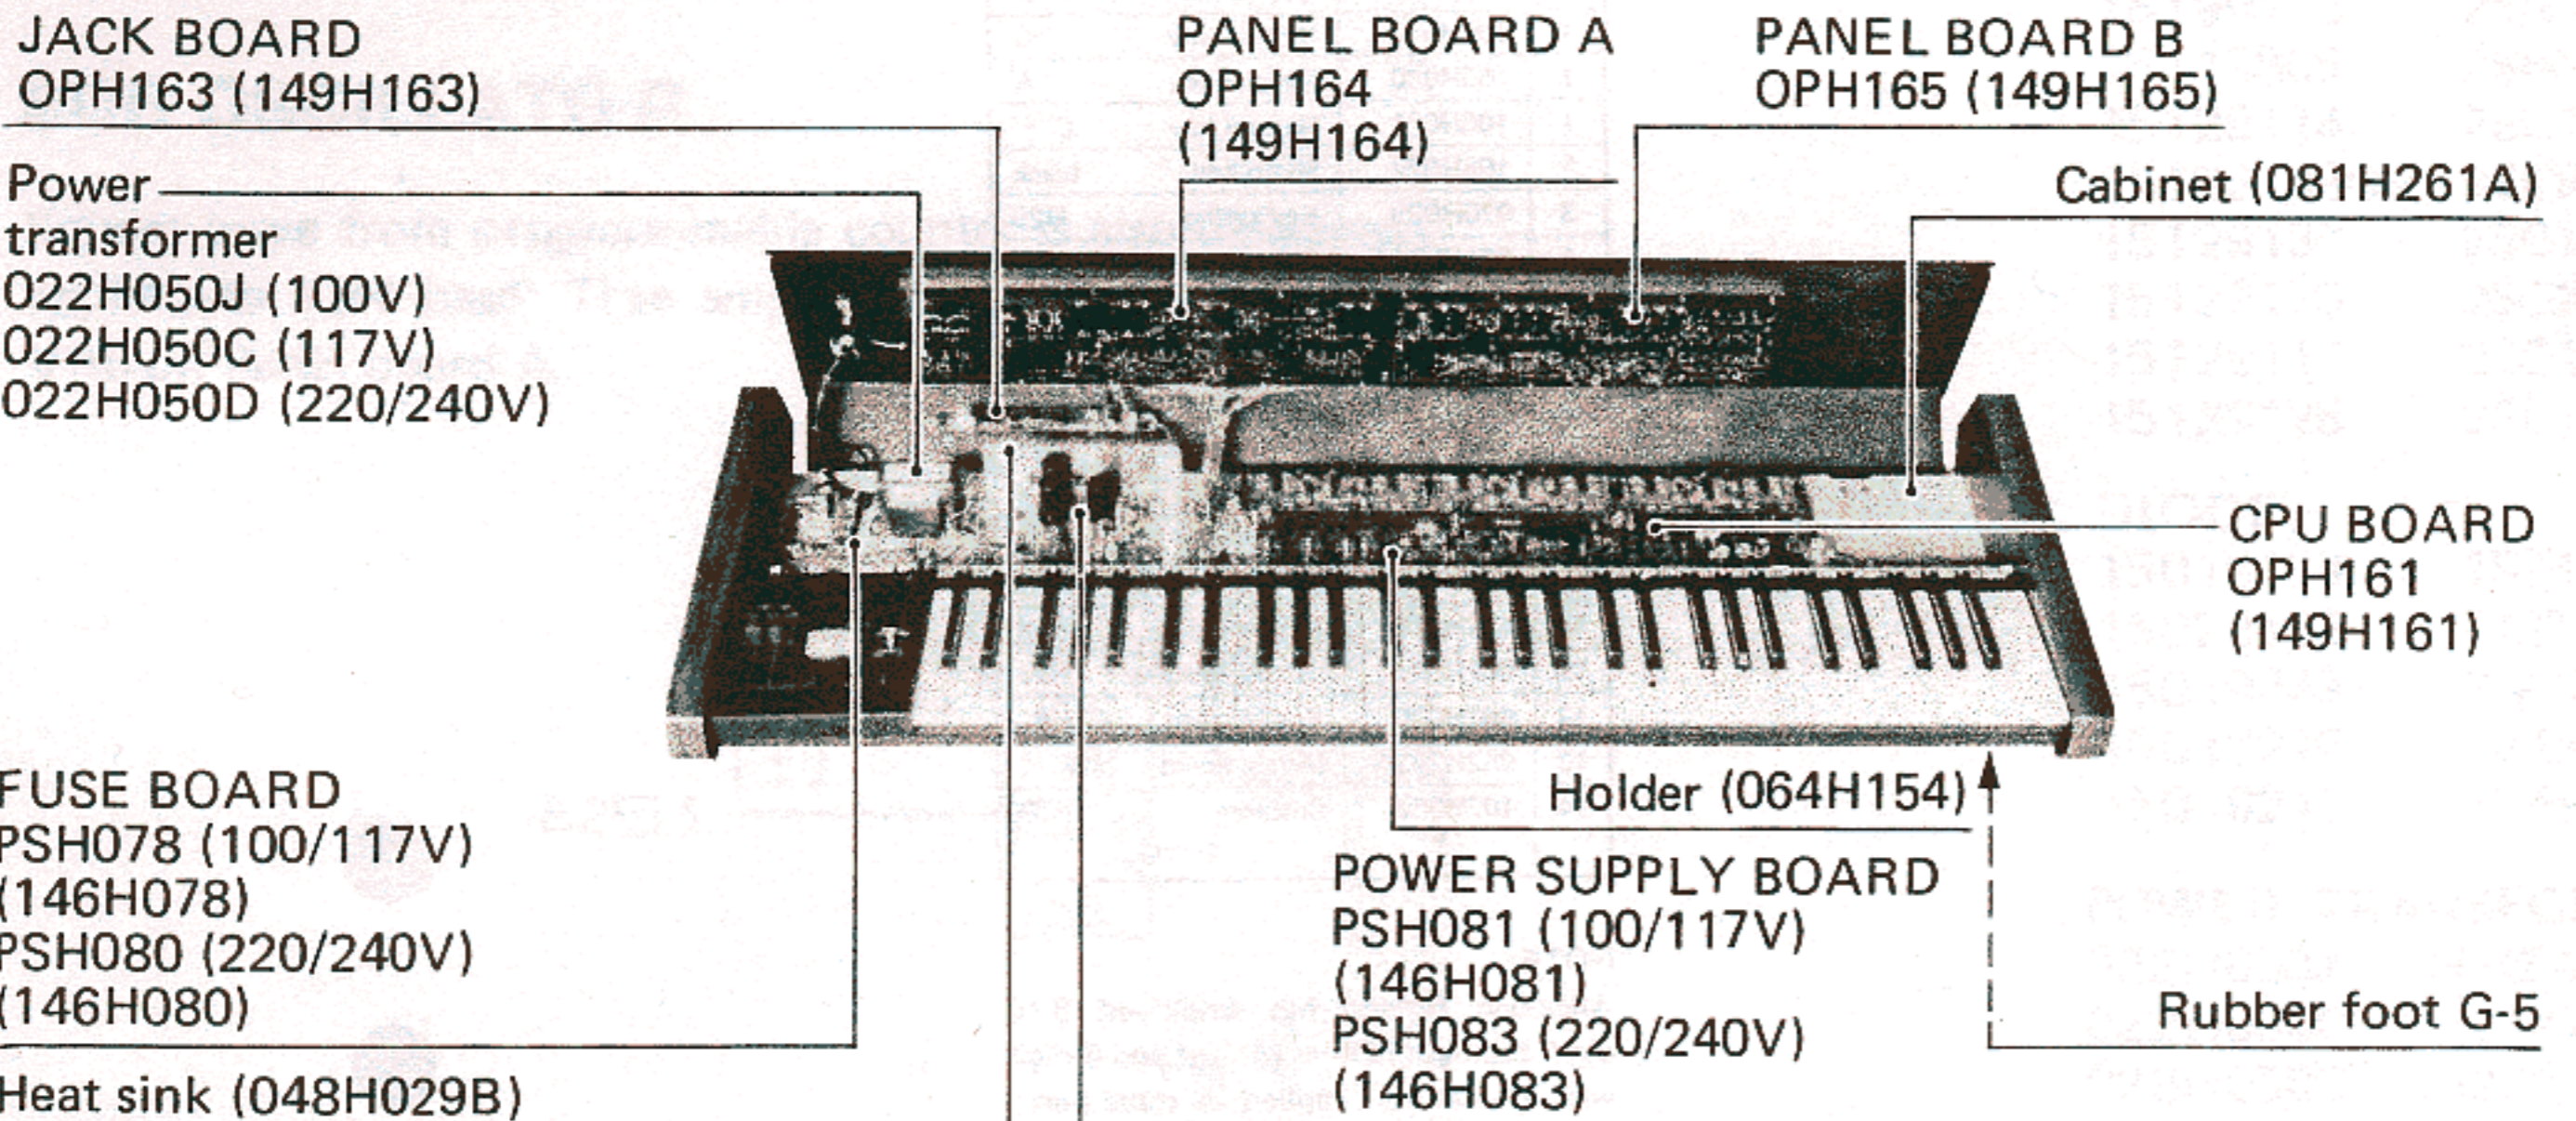 JACK BOARD
OPH163 (149H163)
PANEL BOARD A
OPH164
(149H164)
PANEL BOARD B
OPH165 (149H165)
Cabinet (081H261A)
Power
transformer
022H050J (100V)
022H050C (117V)
022H050D (220/240V)
CPU BOARD
OPH161
(149H161)
FUSE BOARD
PSH078 (100/117V)
(146H078)
PSH080 (220/240V)
(146H080)
Heat sink (048H029B)
Holder (064H154)
POWER SUPPLY BOARD
PSH081 (100/117V)
(146H081)
PSH083 (220/240V)
(146H083)
Rubber foot G-5